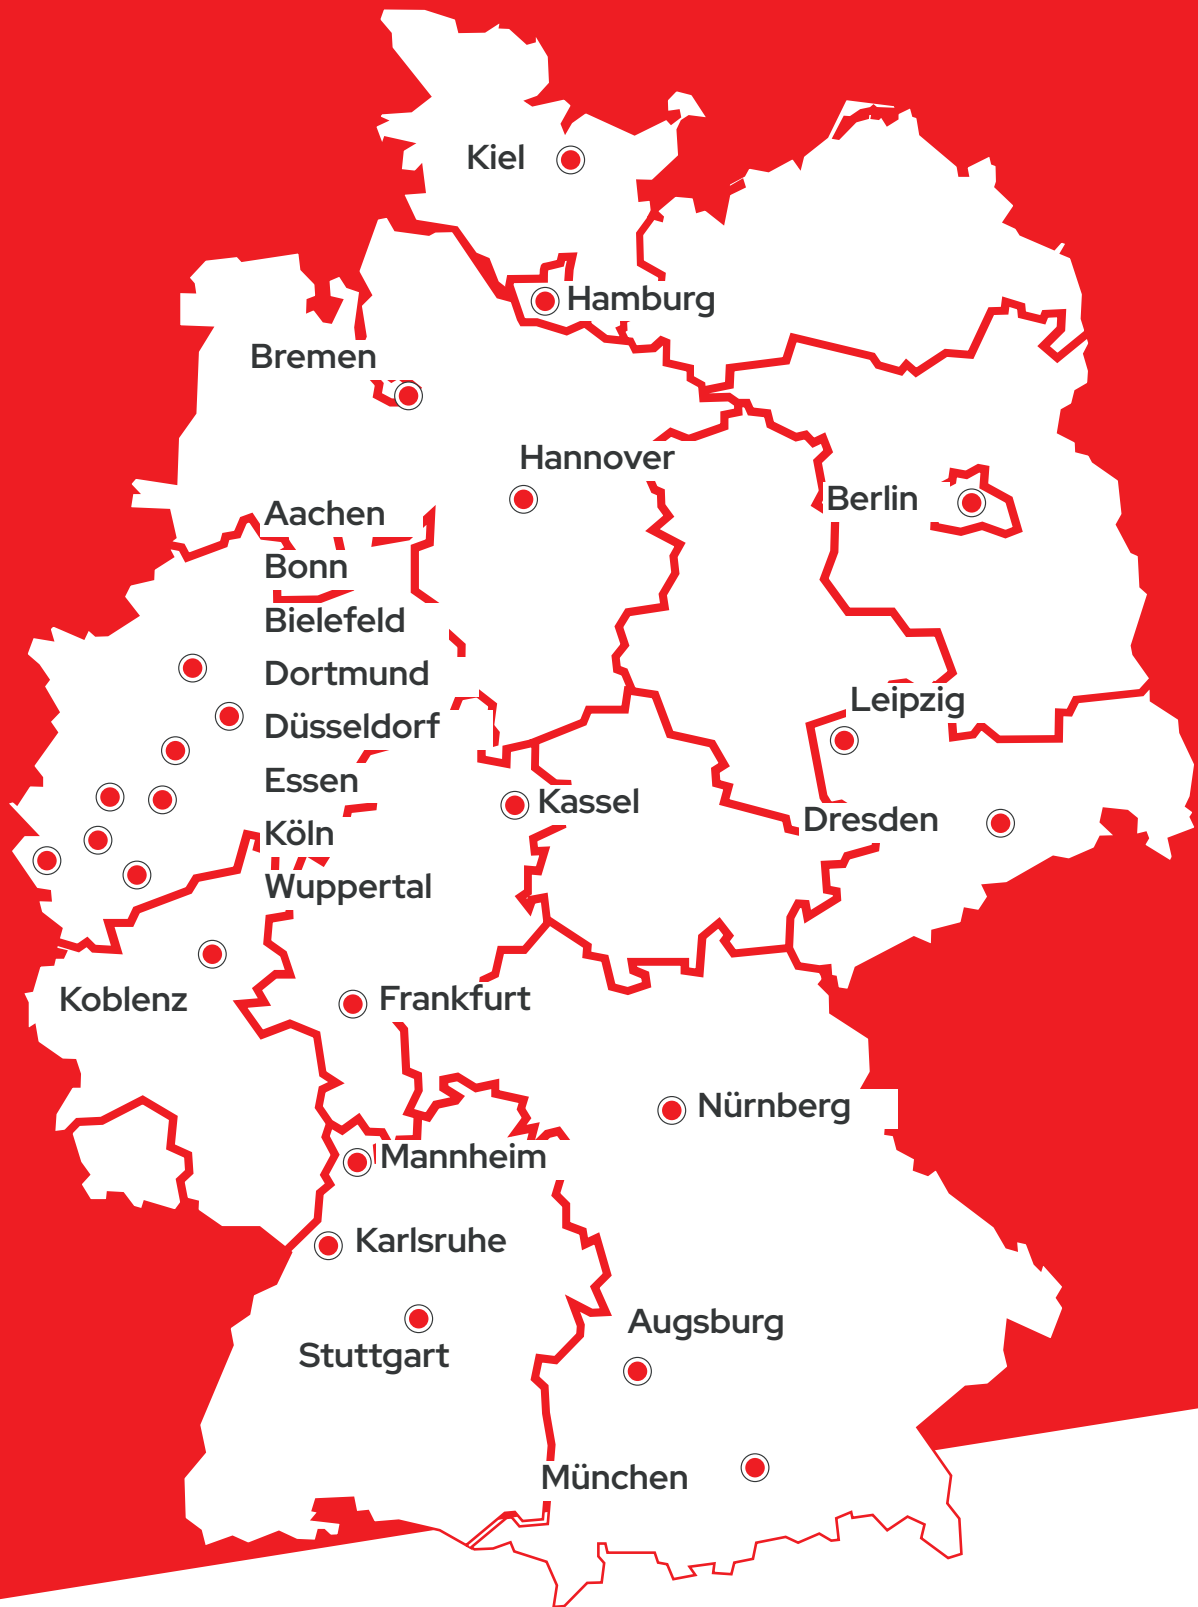 Kiel
Hamburg
Bremen
Hannover
Berlin
Aachen
Bonn
Bielefeld
Dortmund
Düsseldorf
Essen
Köln
Wuppertal
Leipzig
Kassel
Dresden
Koblenz
Frankfurt
Nürnberg
Mannheim
Karlsruhe
Stuttgart
Augsburg
München